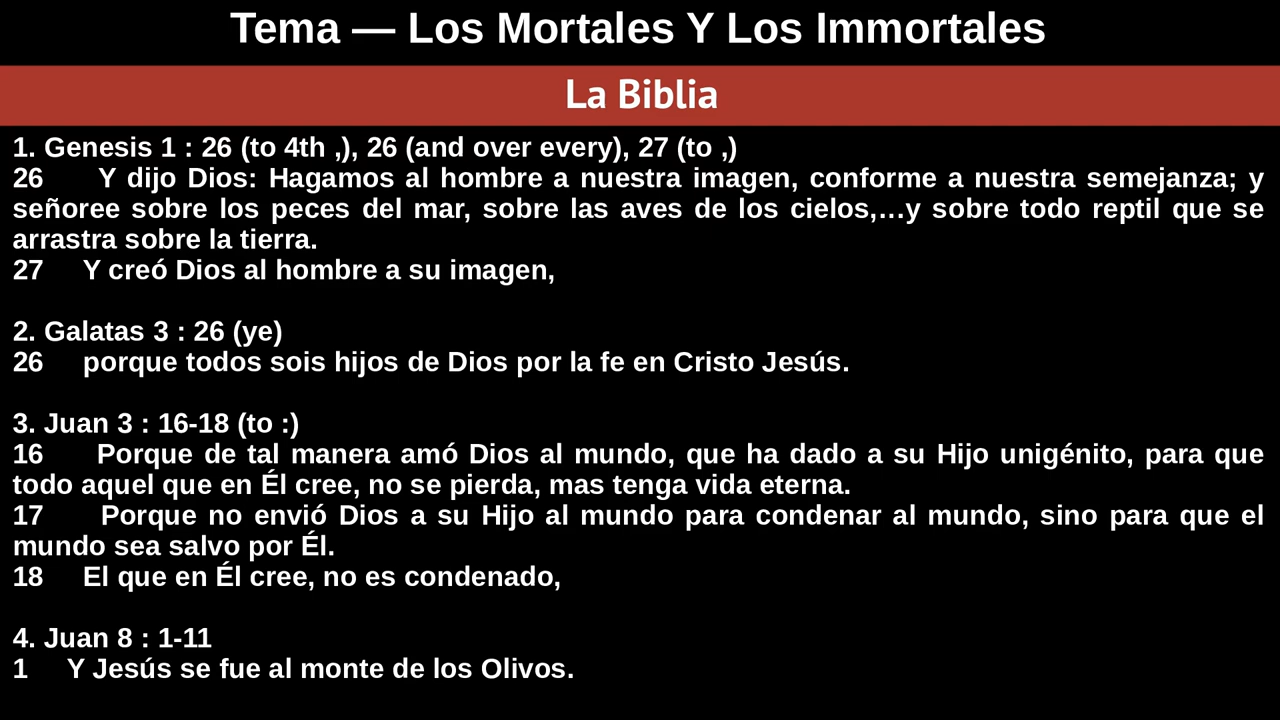 Tema — Los Mortales Y Los Immortales
La Biblia
1. Genesis 1 : 26 (to 4th ,), 26 (and over every), 27 (to ,)
26 Y dijo Dios: Hagamos al hombre a nuestra imagen, conforme a nuestra semejanza; y
señoree sobre los peces del mar, sobre las aves de los cielos,…y sobre todo reptil que se
arrastra sobre la tierra.
27 Y creó Dios al hombre a su imagen,
2. Galatas 3 : 26 (ye)
26 porque todos sois hijos de Dios por la fe en Cristo Jesús.
3. Juan 3 : 16-18 (to :)
16 Porque de tal manera amó Dios al mundo, que ha dado a su Hijo unigénito, para que
todo aquel que en Él cree, no se pierda, mas tenga vida eterna.
17 Porque no envió Dios a su Hijo al mundo para condenar al mundo, sino para que el
mundo sea salvo por Él.
18 El que en Él cree, no es condenado,
4. Juan 8 : 1-11
1 Y Jesús se fue al monte de los Olivos.